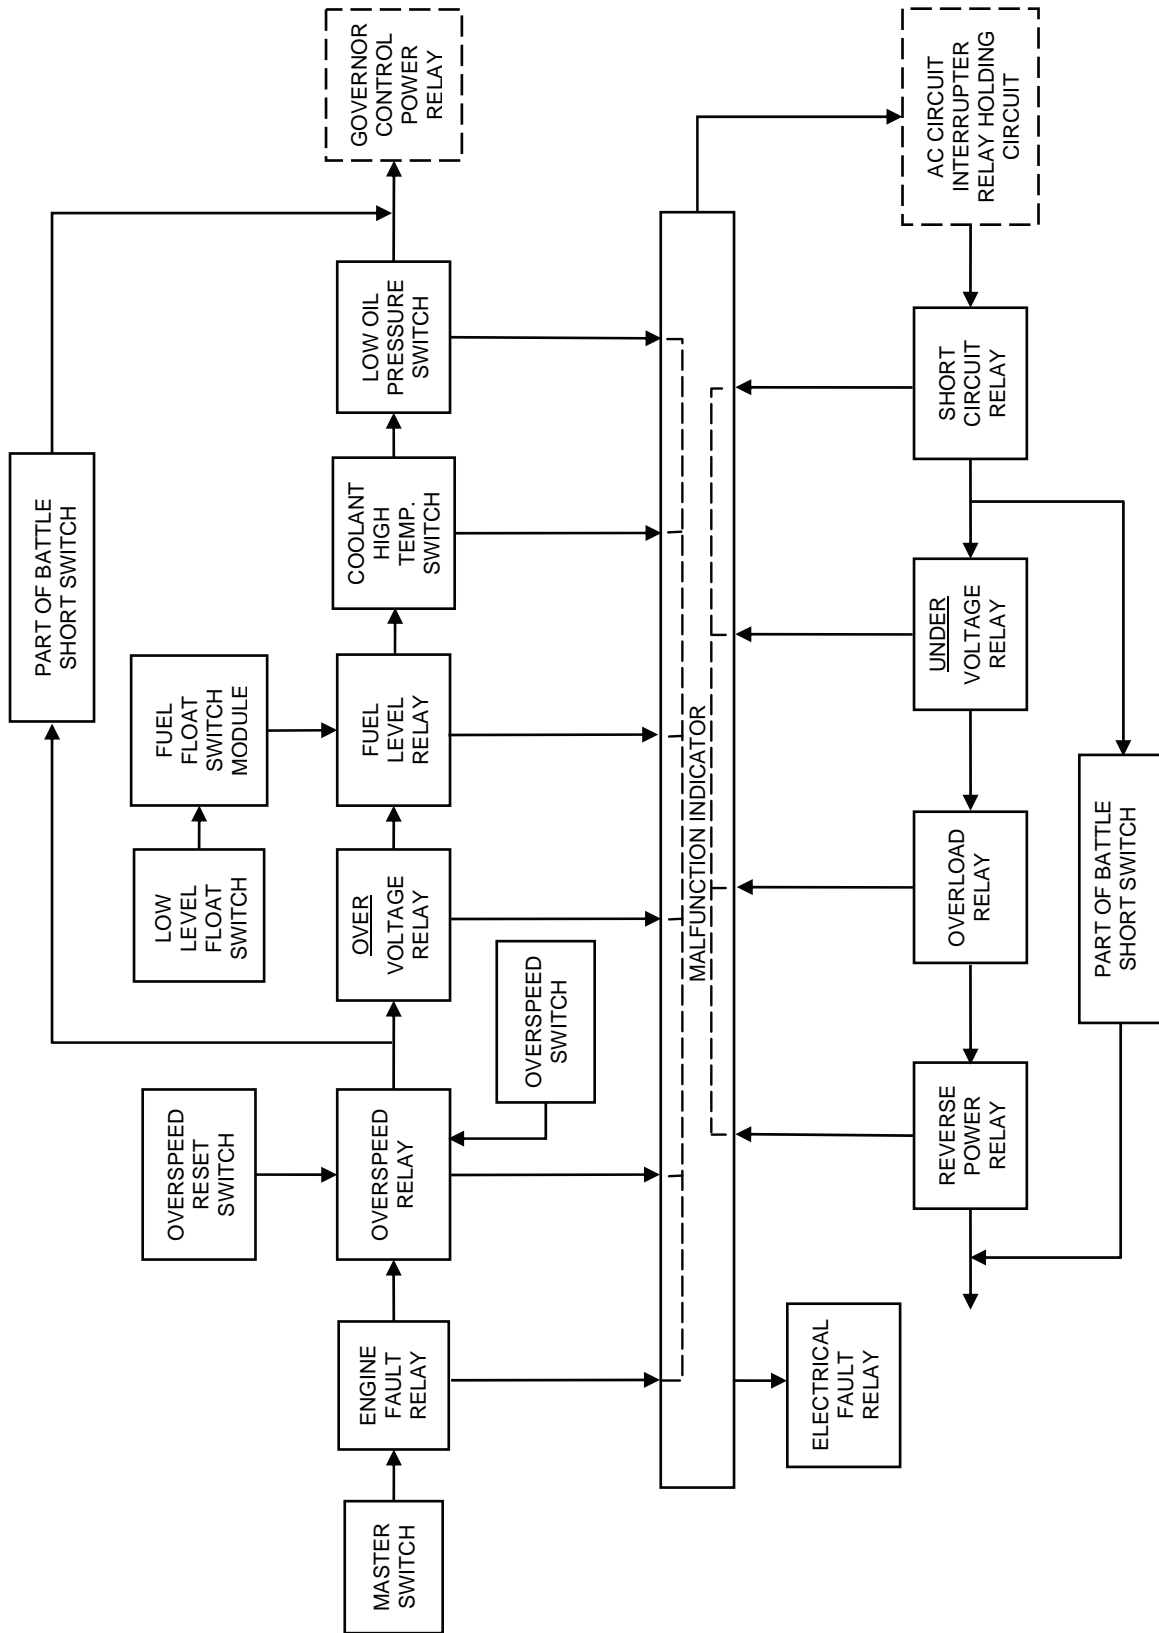 MASTER
SWITCH
ENGINE
FAULT
RELAY
OVERSPEED
RESET
SWITCH
OVERSPEED
RELAY
OVERSPEED
SWITCH
OVER
VOLTAGE
RELAY
LOW
LEVEL
FLOAT
SWITCH
FUEL
FLOAT
SWITCH
MODULE
FUEL
LEVEL
RELAY
PART OF BATTLE
SHORT SWITCH
COOLANT
HIGH
TEMP.
SWITCH
LOW OIL
PRESSURE
SWITCH
GOVERNOR
CONTROL
POWER
RELAY
MALFUNCTION INDICATOR
ELECTRICAL
FAULT
RELAY
REVERSE
POWER
RELAY
OVERLOAD
RELAY
UNDER
VOLTAGE
RELAY
SHORT
CIRCUIT
RELAY
AC CIRCUIT
INTERRUPTER
RELAY HOLDING
CIRCUIT
PART OF BATTLE
SHORT SWITCH